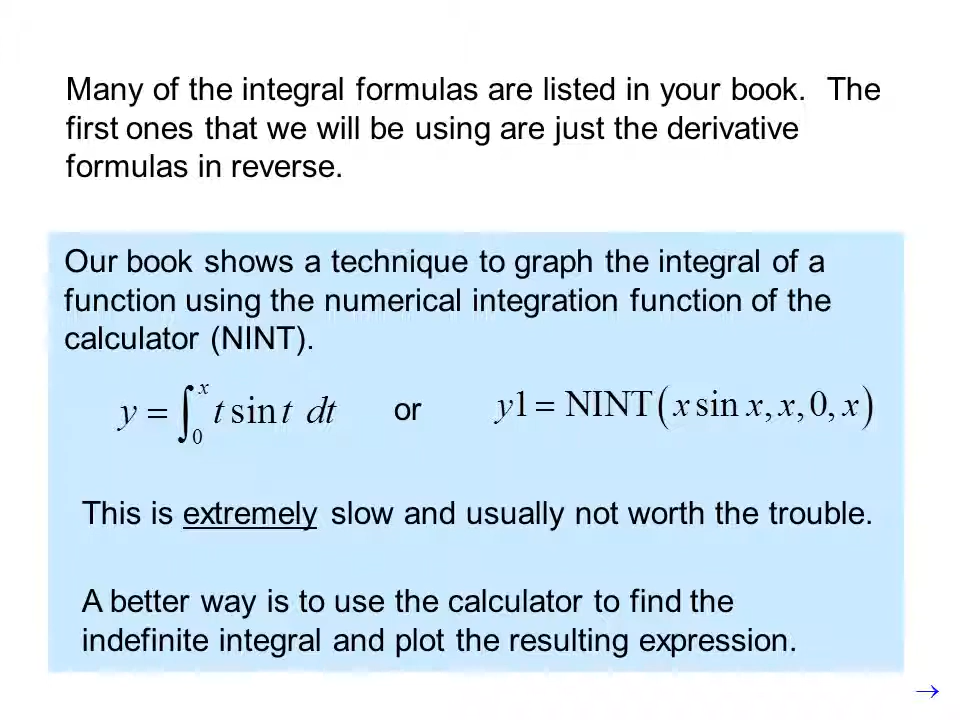 Many of the integral formulas are listed in your book.  The
first ones that we will be using are just the derivative
formulas in reverse.
Our book shows a technique to graph the integral of a
function using the numerical integration function of the
calculator (NINT).
y = ∫₀ˣ t sin t dt or y1 = NINT(x sin x, x, 0, x)
This is extremely slow and usually not worth the trouble.
A better way is to use the calculator to find the
indefinite integral and plot the resulting expression.
→